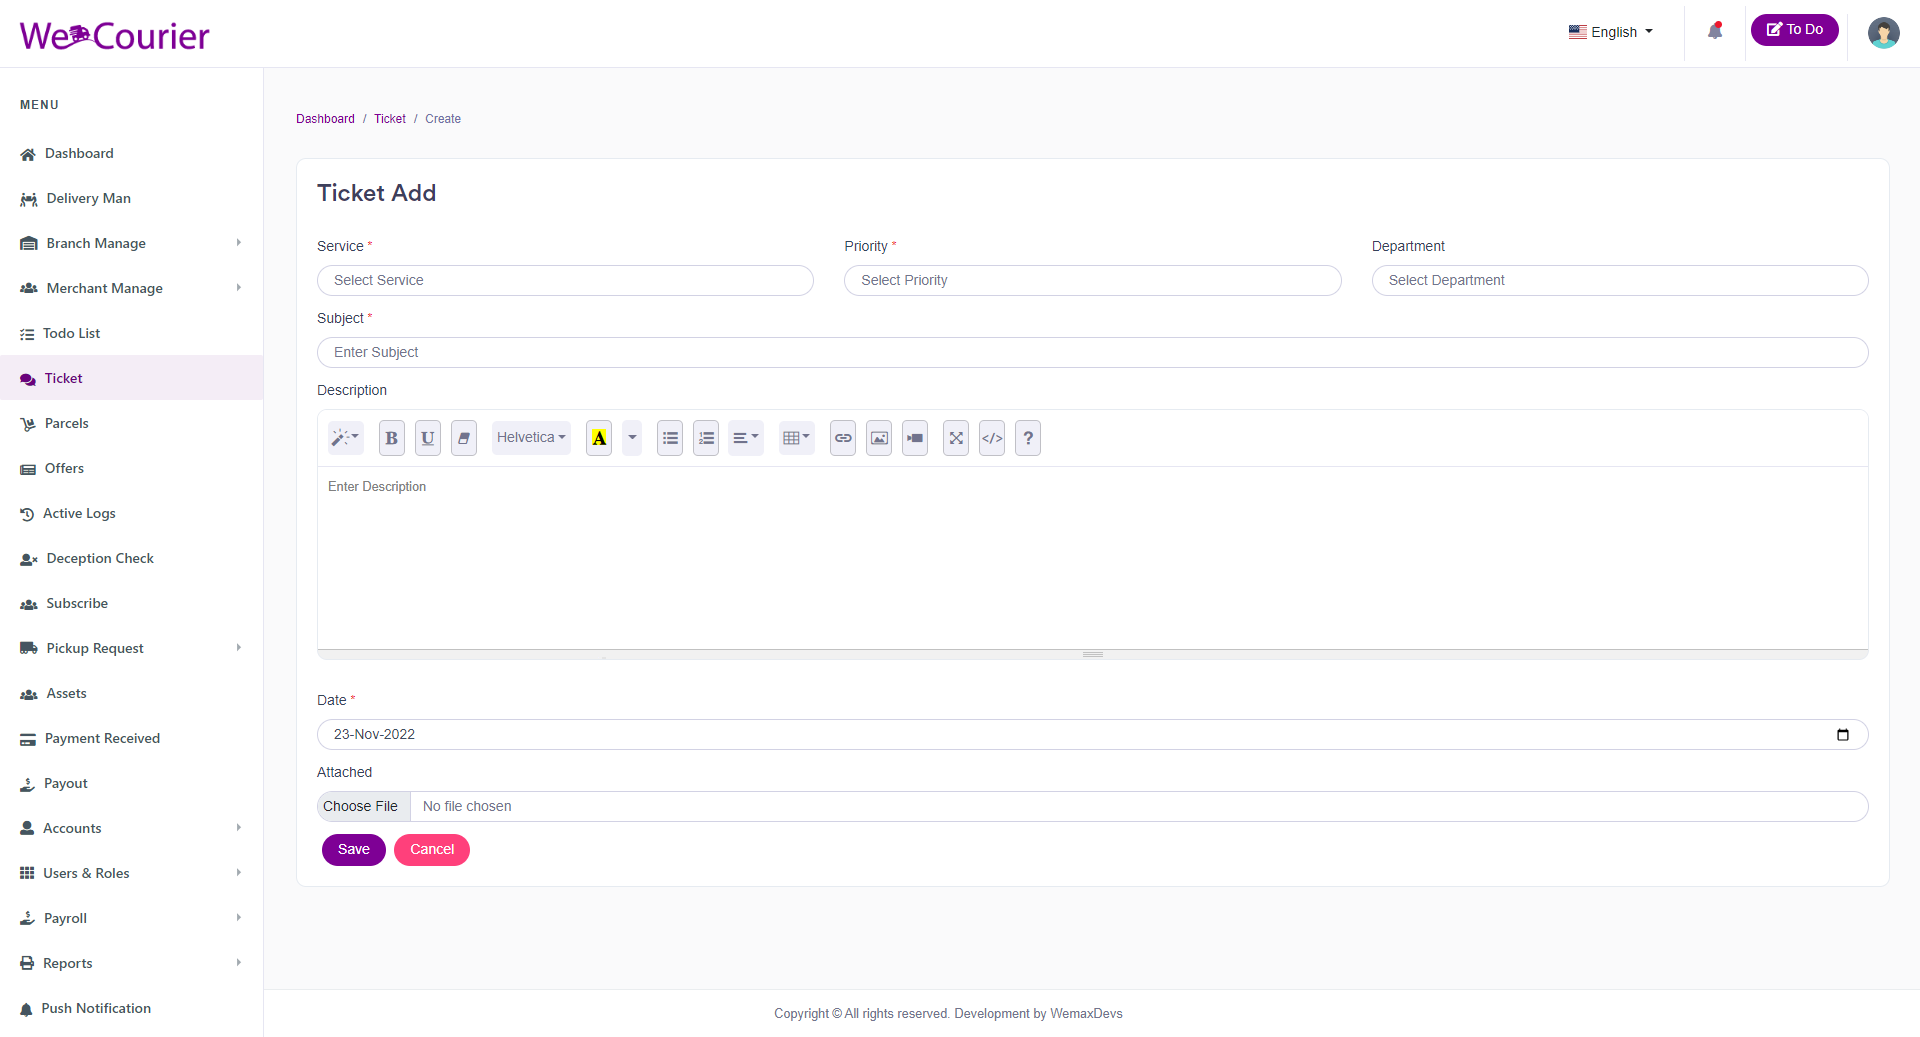 We Courier
English
To Do
MENU
Dashboard
Delivery Man
Branch Manage
Merchant Manage
Todo List
Ticket
Parcels
Offers
Active Logs
Deception Check
Subscribe
Pickup Request
Assets
Payment Received
Payout
Accounts
Users & Roles
Payroll
Reports
Push Notification
Dashboard / Ticket / Create
Ticket Add
Service * Priority * Department
Select Service Select Priority Select Department
Subject *
Enter Subject
Description
B U Helvetica A </> ?
Enter Description
Date *
23-Nov-2022
Attached
Choose File No file chosen
Save Cancel
Copyright © All rights reserved. Development by WemaxDevs